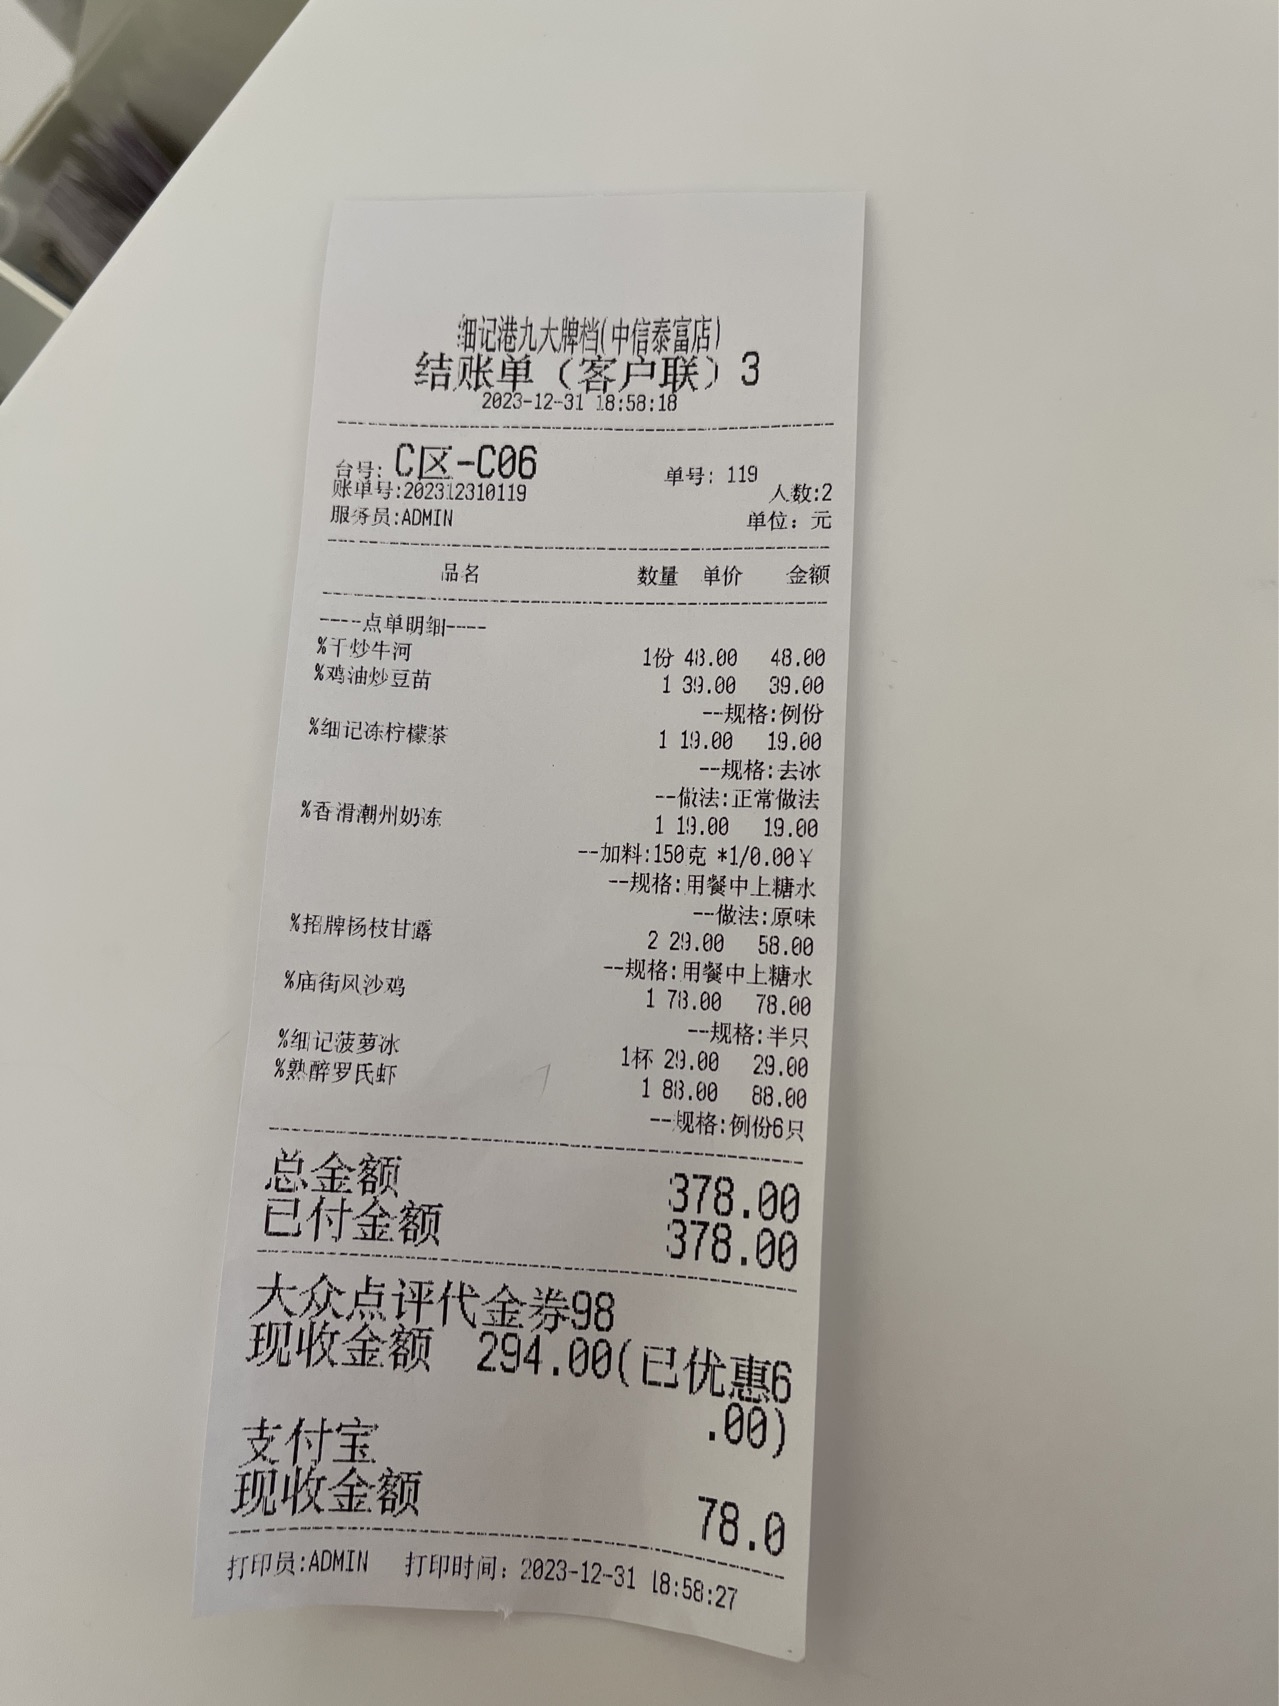 细记港九大牌档(中信泰富店)
结账单（客户联）3
2023-12-31 18:58:18
台号: C区-C06 单号: 119
账单号:202312310119 人数:2
服务员:ADMIN 单位: 元
品名 数量 单价 金额
----点单明细----
%干炒牛河 1份 48.00 48.00
%鸡油炒豆苗 1 39.00 39.00
--规格:例份
%细记冻柠檬茶 1 19.00 19.00
--规格:去冰
--做法:正常做法
%香滑潮州奶冻 1 19.00 19.00
--加料:150克 *1/0.00¥
--规格:用餐中上糖水
--做法:原味
%招牌杨枝甘露 2 29.00 58.00
--规格:用餐中上糖水
%庙街风沙鸡 1 78.00 78.00
--规格:半只
%细记菠萝冰 1杯 29.00 29.00
%熟醉罗氏虾 1 88.00 88.00
--规格:例份6只
总金额 378.00
已付金额 378.00
大众点评代金券98
现收金额 294.00(已优惠6
.00)
支付宝
现收金额 78.0
打印员:ADMIN 打印时间: 2023-12-31 18:58:27